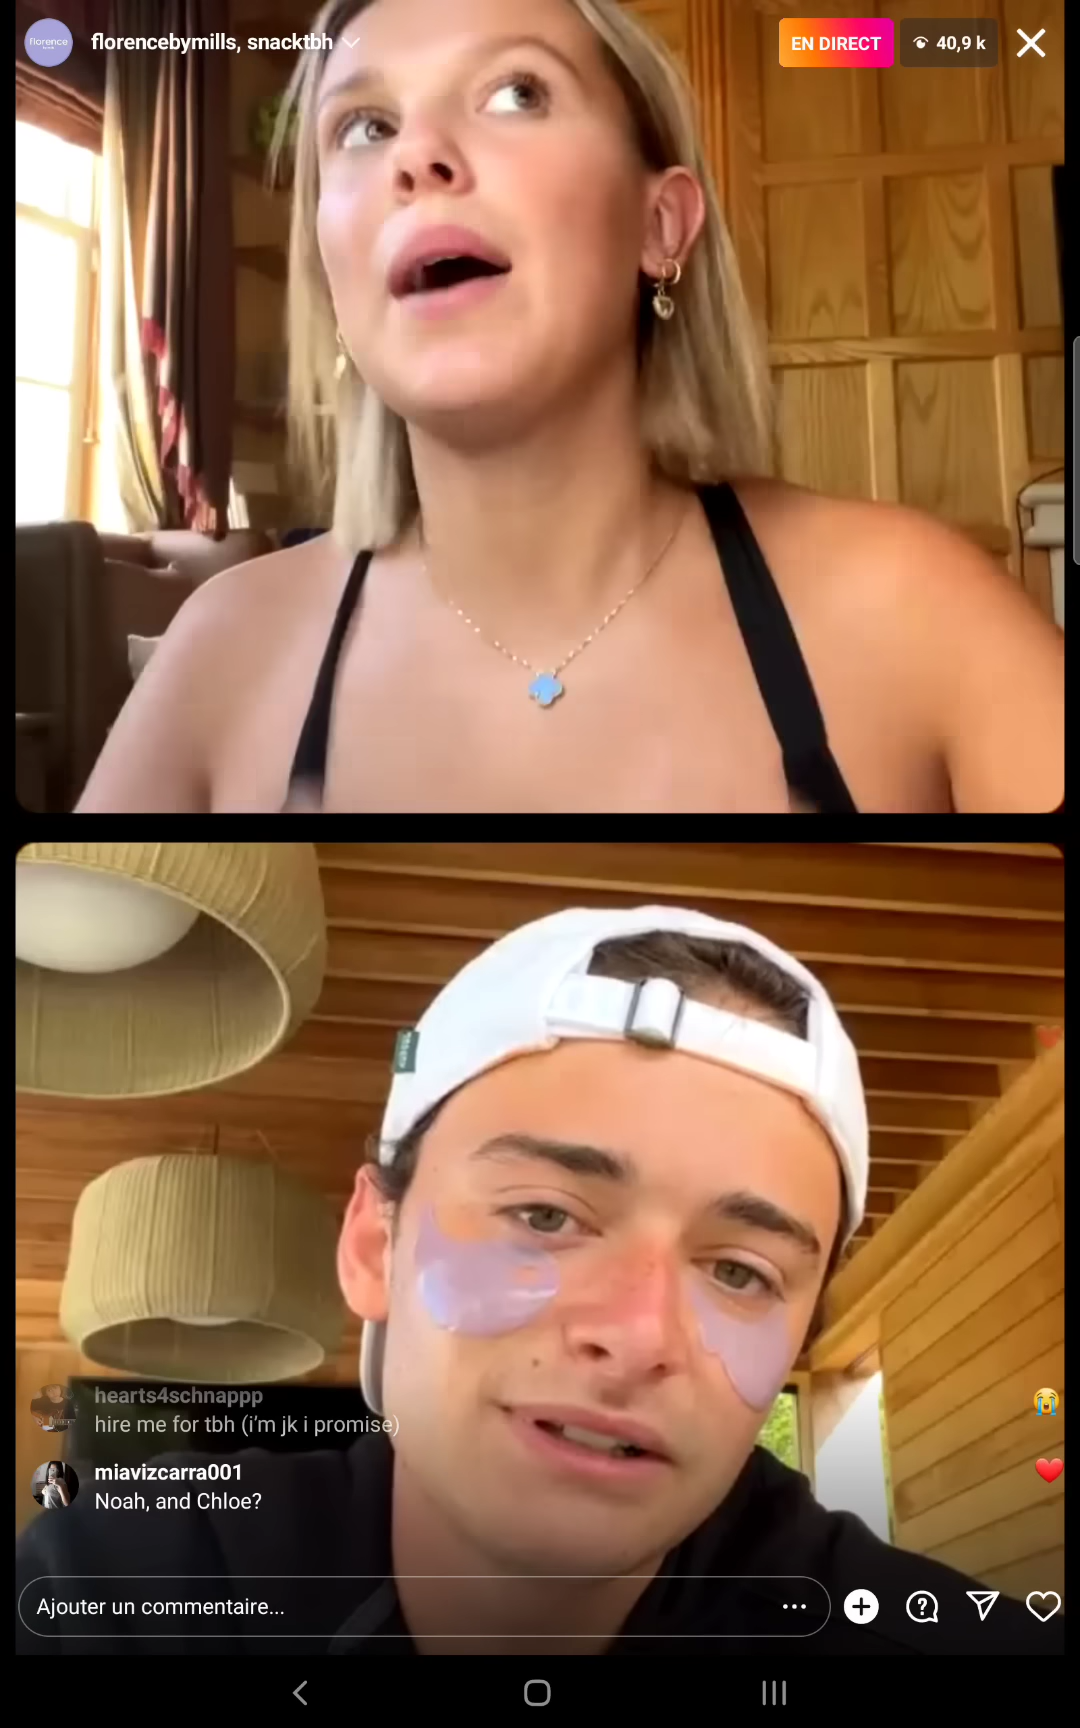 florence
florencebymills, snacktbh
EN DIRECT
40,9 k
hearts4schnappp
hire me for tbh (i'm jk i promise)
miavizcarra001
Noah, and Chloe?
Ajouter un commentaire...